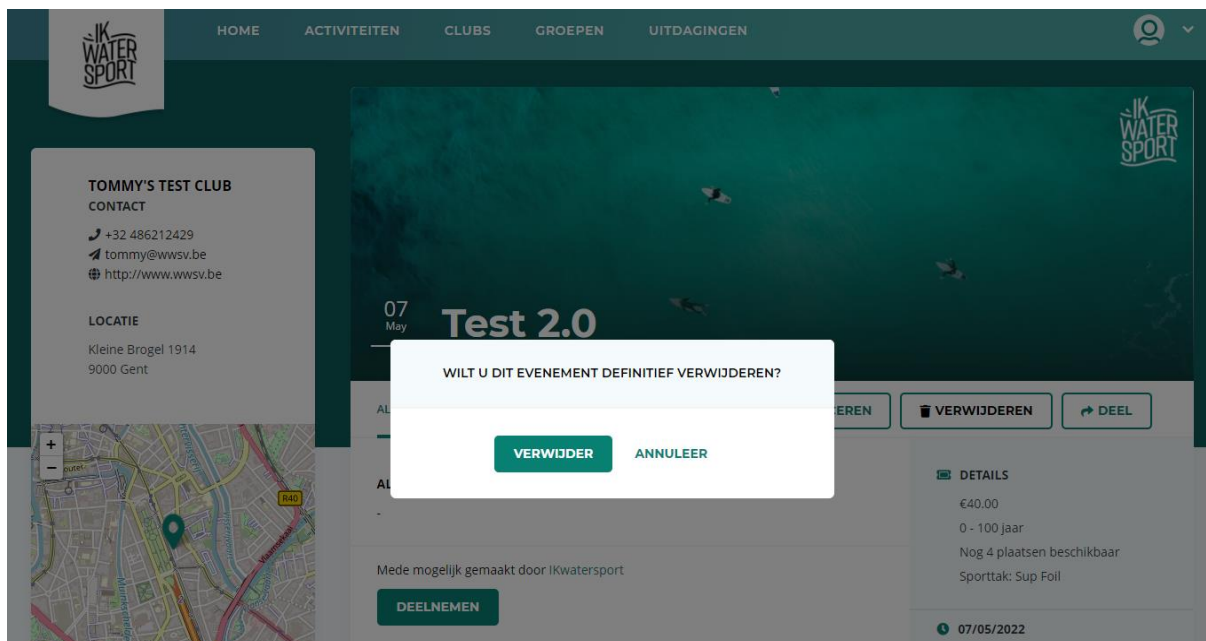 IK
WATER
SPORT
HOME
ACTIVITEITEN
CLUBS
GROEPEN
UITDAGINGEN
IK
WATER
SPORT
TOMMY'S TEST CLUB
CONTACT
+32 486212429
tommy@wwsv.be
http://www.wwsv.be
LOCATIE
Kleine Brogel 1914
9000 Gent
+
−
R40
07
May
Test 2.0
WILT U DIT EVENEMENT DEFINITIEF VERWIJDEREN?
VERWIJDER
ANNULEER
AL
EREN
VERWIJDEREN
DEEL
AL
-
Mede mogelijk gemaakt door IKwatersport
DEELNEMEN
DETAILS
€40.00
0 - 100 jaar
Nog 4 plaatsen beschikbaar
Sporttak: Sup Foil
07/05/2022